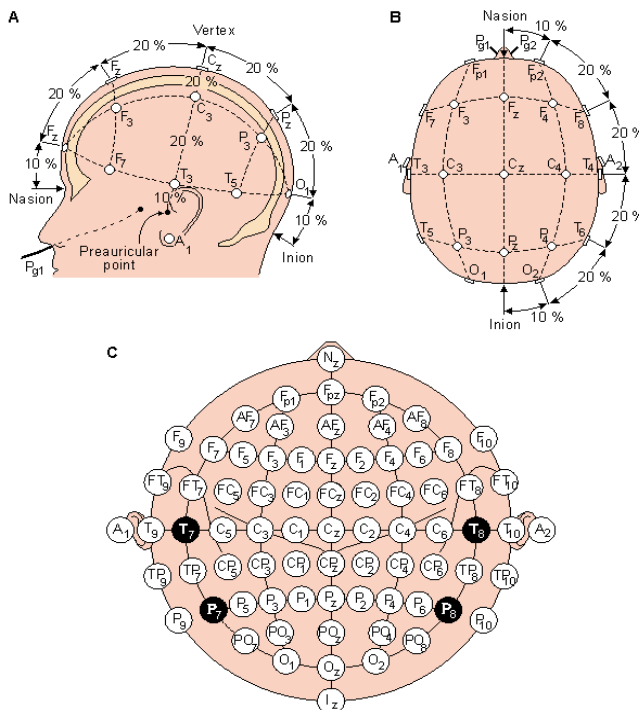 A
Vertex
20 %
20 %
Fz
Cz
20 %
20 %
20 %
F3
C3
Pz
Fz
20 %
P3
20 %
10 %
F7
T3
T5
O1
Nasion
10 %
10 %
Preauricular
point
A1
Inion
Pg1
B
Nasion
10 %
Pg1
Pg2
20 %
Fp1
Fp2
F7
F3
Fz
F4
F8
20 %
A1
T3
C3
Cz
C4
T4
A2
T5
P3
Pz
P4
T6
20 %
O1
O2
20 %
10 %
Inion
C
Nz
Fp1 Fpz Fp2
AF7 AF3 AFz AF4 AF8
F9 F7 F5 F3 F1 Fz F2 F4 F6 F8 F10
FT9 FT7 FC5 FC3 FC1 FCz FC2 FC4 FC6 FT8 FT10
A1 T9 T7 C5 C3 C1 Cz C2 C4 C6 T8 T10 A2
TP9 TP7 CP5 CP3 CP1 CPz CP2 CP4 CP6 TP8 TP10
P9 P7 P5 P3 P1 Pz P2 P4 P6 P8 P10
PO7 PO3 POz PO4 PO8
O1 Oz O2
Iz